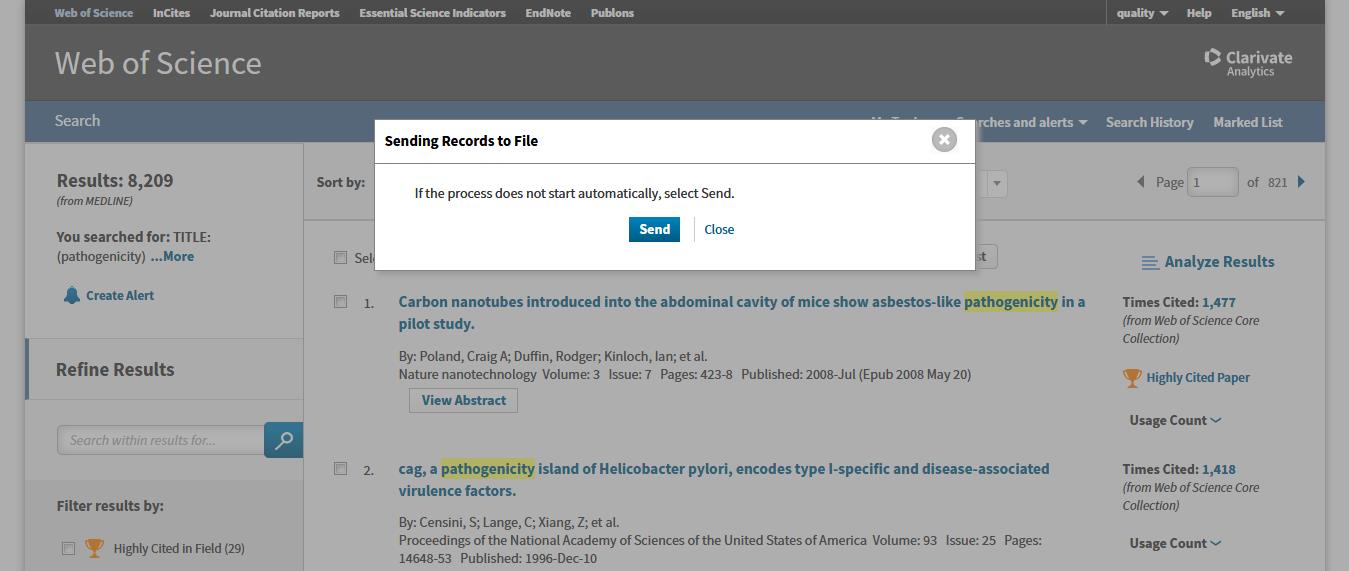 Web of Science InCites Journal Citation Reports Essential Science Indicators EndNote Publons quality Help English
Web of Science
Clarivate
Analytics
Search
Searches and alerts Search History Marked List
Sending Records to File
If the process does not start automatically, select Send.
Send Close
Results: 8,209
(from MEDLINE)
You searched for: TITLE:
(pathogenicity) ...More
Create Alert
Sort by:
Page 1 of 821
Analyze Results
1. Carbon nanotubes introduced into the abdominal cavity of mice show asbestos-like pathogenicity in a
pilot study.
By: Poland, Craig A; Duffin, Rodger; Kinloch, Ian; et al.
Nature nanotechnology Volume: 3 Issue: 7 Pages: 423-8 Published: 2008-Jul (Epub 2008 May 20)
View Abstract
Times Cited: 1,477
(from Web of Science Core
Collection)
Highly Cited Paper
Usage Count
Refine Results
Search within results for...
Filter results by:
Highly Cited in Field (29)
2. cag, a pathogenicity island of Helicobacter pylori, encodes type I-specific and disease-associated
virulence factors.
By: Censini, S; Lange, C; Xiang, Z; et al.
Proceedings of the National Academy of Sciences of the United States of America Volume: 93 Issue: 25 Pages:
14648-53 Published: 1996-Dec-10
Times Cited: 1,418
(from Web of Science Core
Collection)
Usage Count